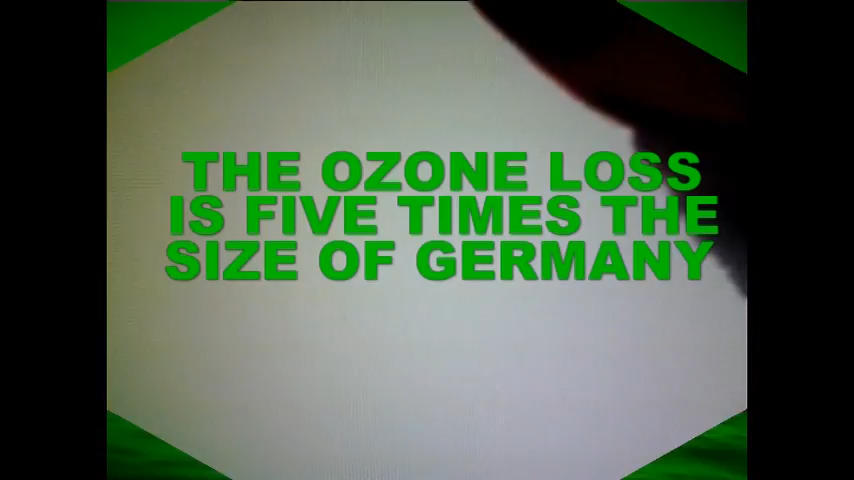 THE OZONE LOSS
IS FIVE TIMES THE
SIZE OF GERMANY